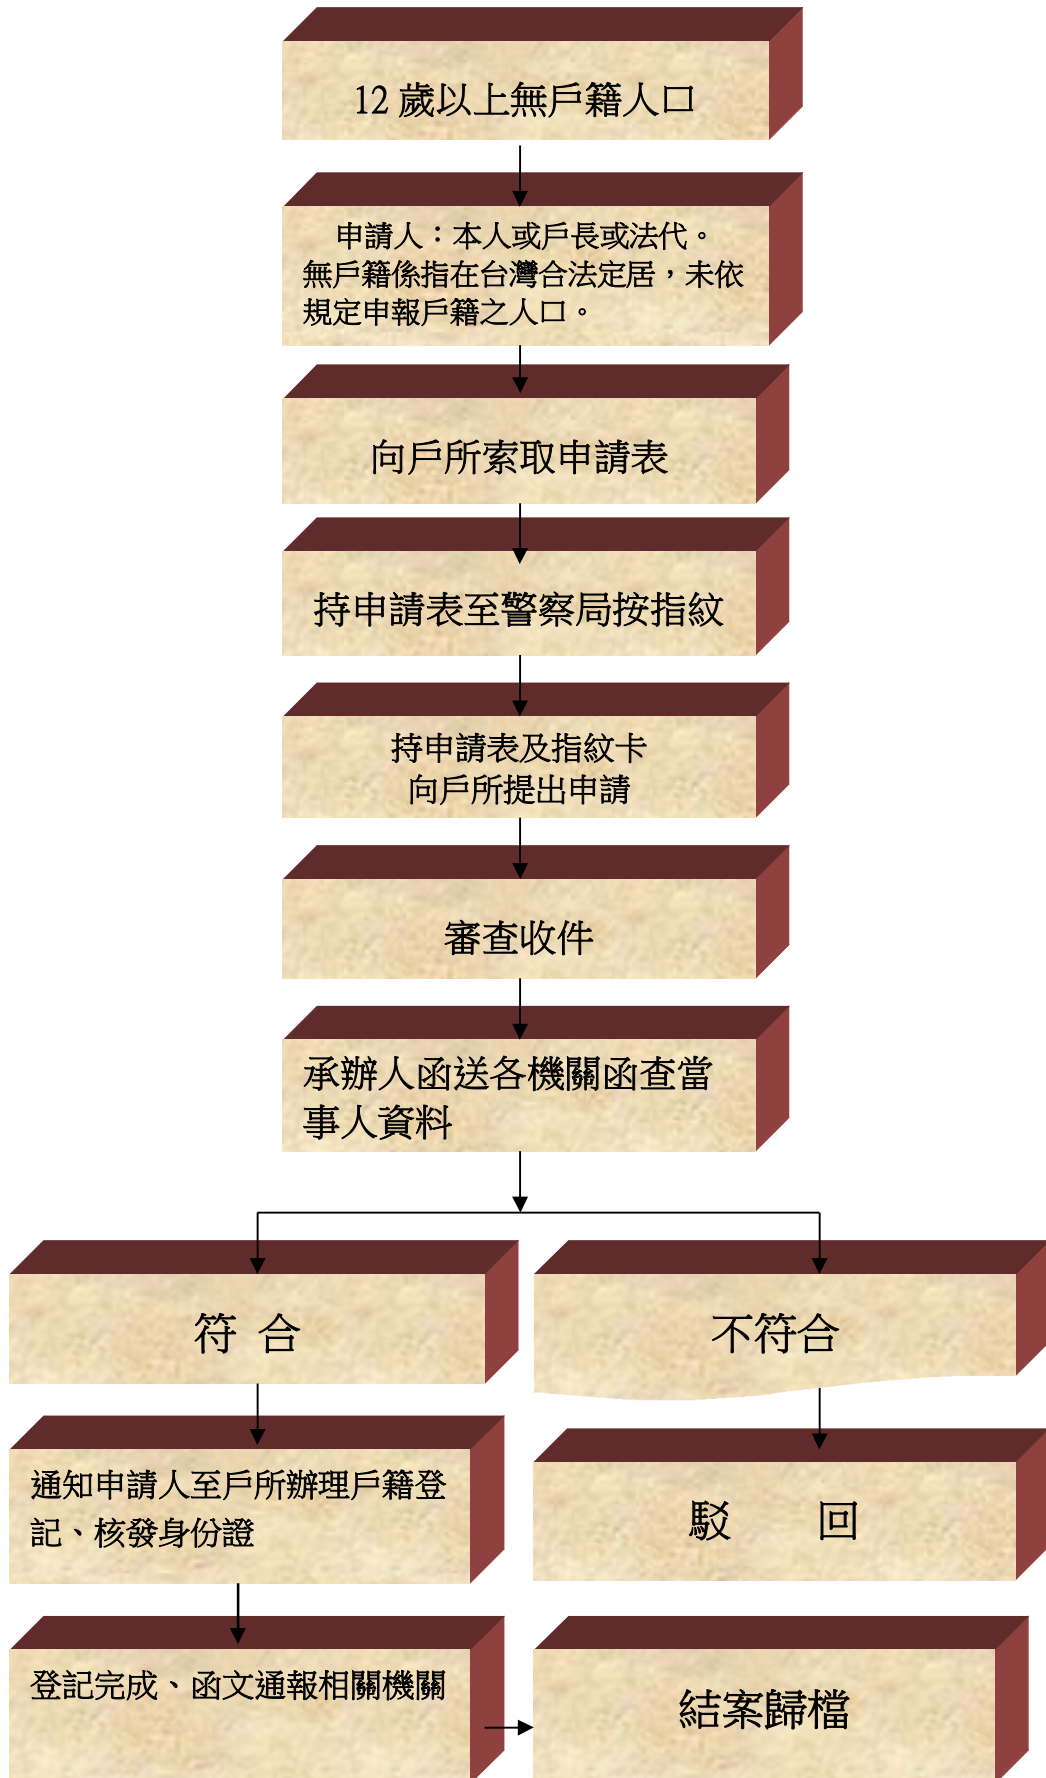 12 歲以上無戶籍人口
申請人：本人或戶長或法代。
無戶籍係指在台灣合法定居，未依
規定申報戶籍之人口。
向戶所索取申請表
持申請表至警察局按指紋
持申請表及指紋卡
向戶所提出申請
審查收件
承辦人函送各機關函查當
事人資料
符 合
不符合
通知申請人至戶所辦理戶籍登
記、核發身份證
駁 回
登記完成、函文通報相關機關
結案歸檔